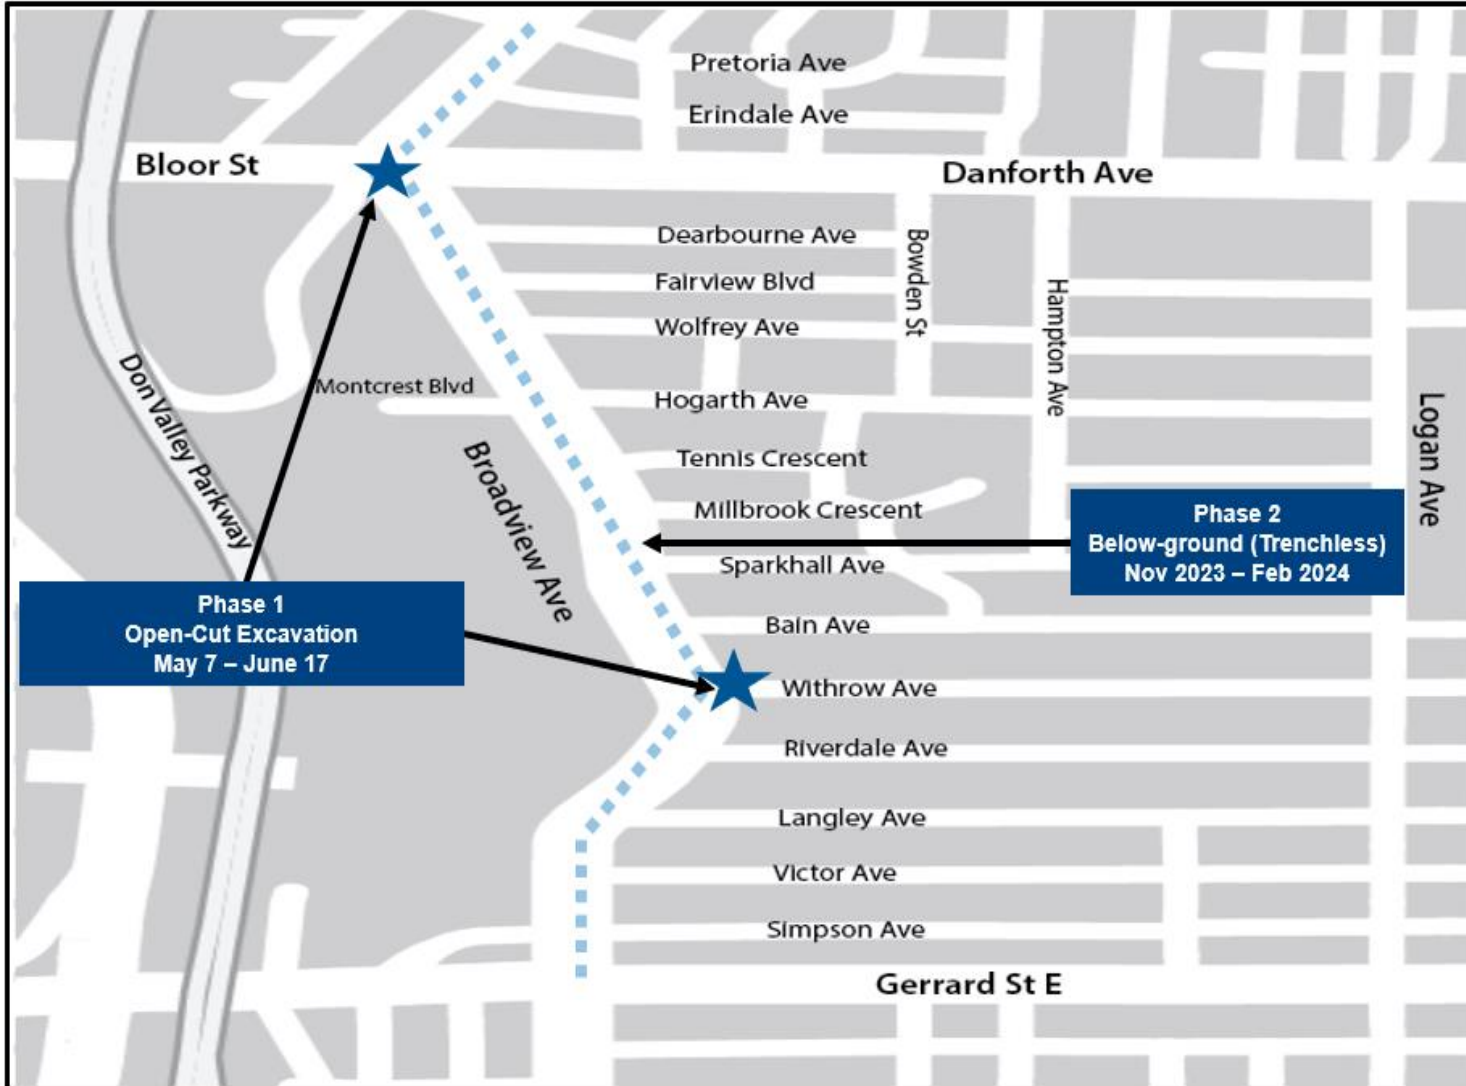 Pretoria Ave
Erindale Ave
Bloor St
Danforth Ave
Dearbourne Ave
Bowden St
Fairview Blvd
Hampton Ave
Wolfrey Ave
Don Valley Parkway
Montcrest Blvd
Hogarth Ave
Logan Ave
Broadview Ave
Tennis Crescent
Millbrook Crescent
Phase 2
Below-ground (Trenchless)
Nov 2023 – Feb 2024
Sparkhall Ave
Phase 1
Open-Cut Excavation
May 7 – June 17
Bain Ave
Withrow Ave
Riverdale Ave
Langley Ave
Victor Ave
Simpson Ave
Gerrard St E